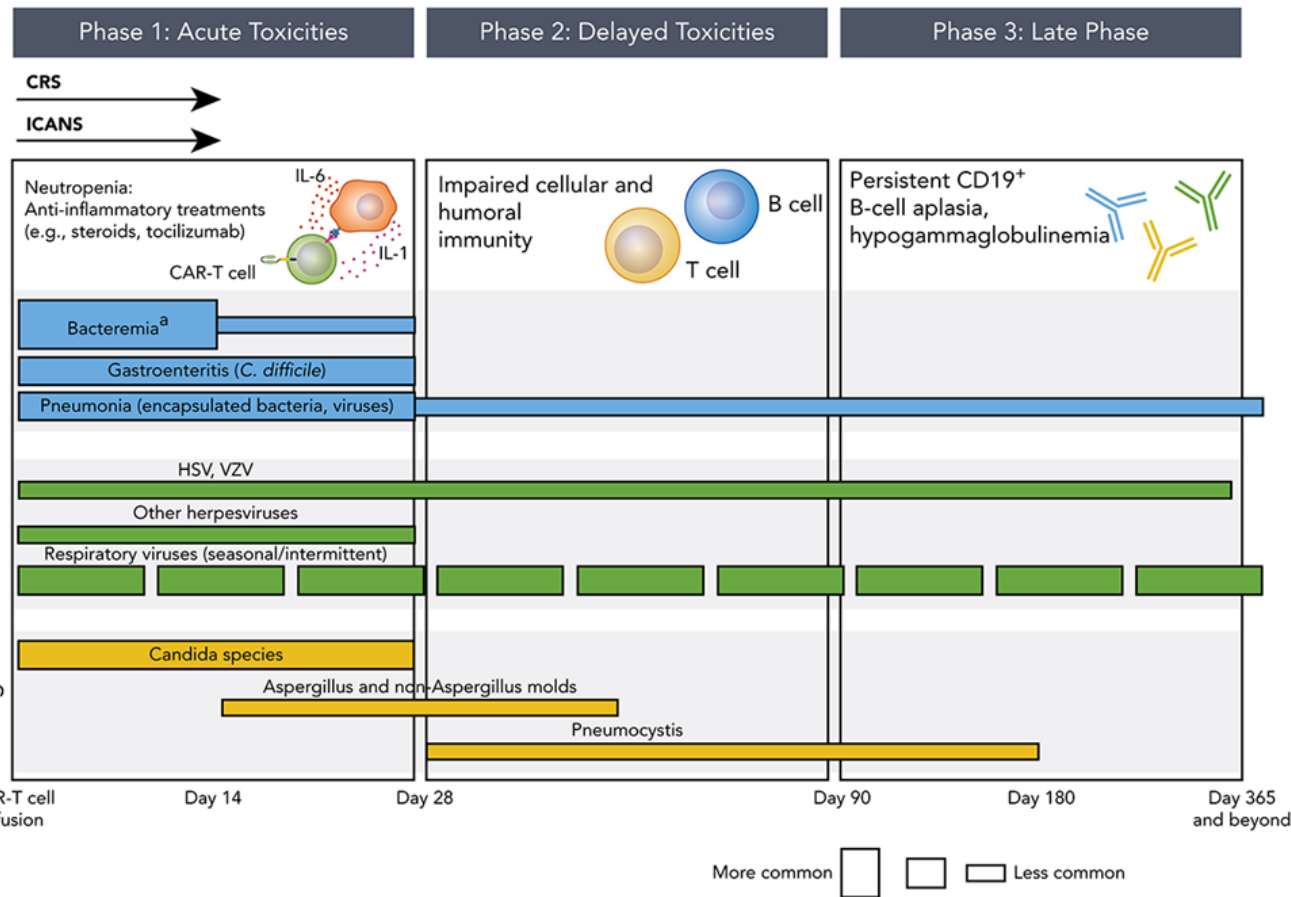 Phase 1: Acute Toxicities
Phase 2: Delayed Toxicities
Phase 3: Late Phase
CRS
ICANS
Neutropenia:
Anti-inflammatory treatments
(e.g., steroids, tocilizumab)
IL-6
IL-1
CAR-T cell
Impaired cellular and
humoral
immunity
B cell
T cell
Persistent CD19+
B-cell aplasia,
hypogammaglobulinemia
Bacteremiaa
Gastroenteritis (C. difficile)
Pneumonia (encapsulated bacteria, viruses)
HSV, VZV
Other herpesviruses
Respiratory viruses (seasonal/intermittent)
Candida species
Aspergillus and non-Aspergillus molds
Pneumocystis
R-T cell
fusion
Day 14
Day 28
Day 90
Day 180
Day 365
and beyond
More common
Less common